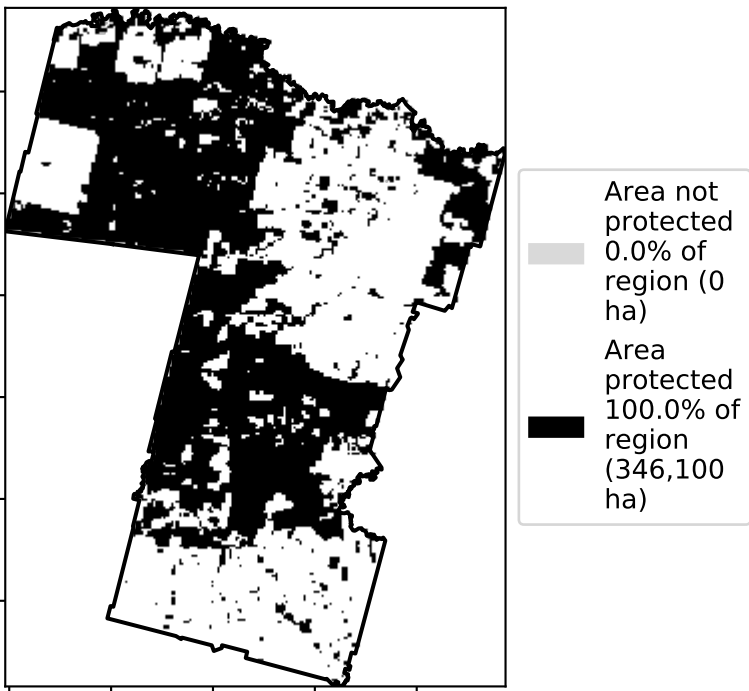 Area not
protected
0.0% of
region (0
ha)
Area
protected
100.0% of
region
(346,100
ha)